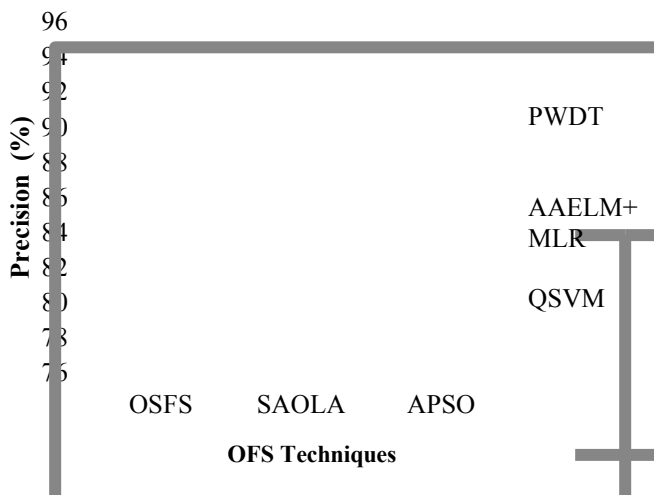 96
94
92
90
88
86
84
82
80
78
76
Precision (%)
PWDT
AAELM+
MLR
QSVM
OSFS SAOLA APSO
OFS Techniques